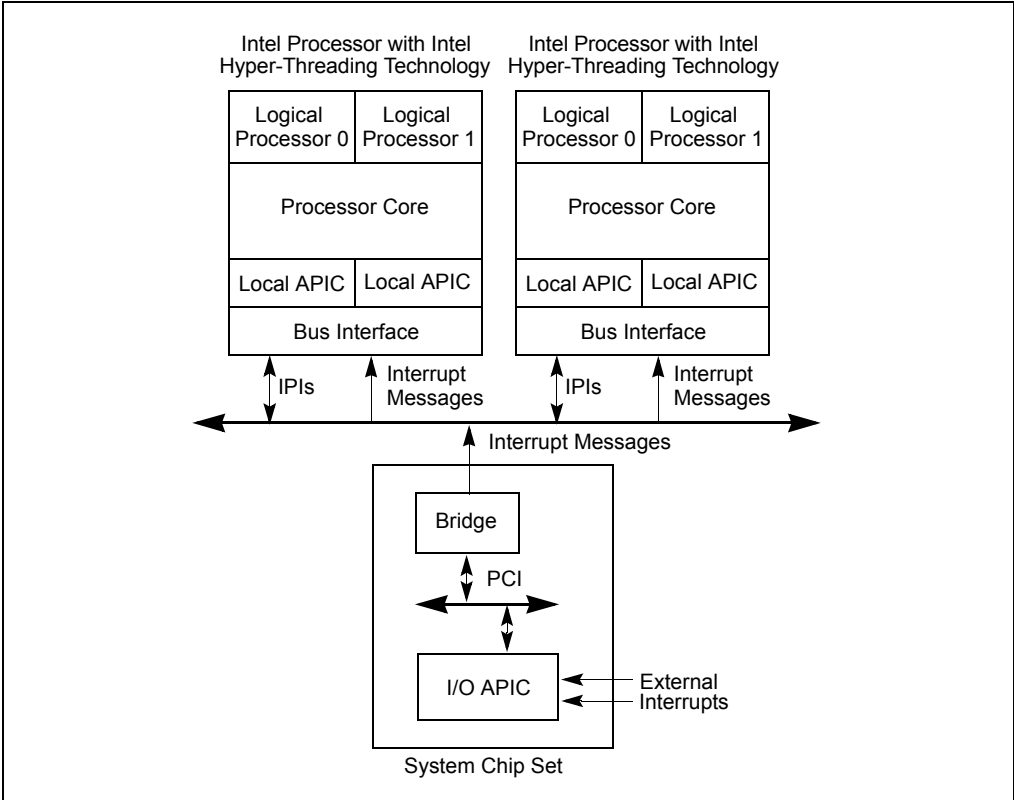 Intel Processor with Intel
Hyper-Threading Technology
Intel Processor with Intel
Hyper-Threading Technology
Logical
Processor 0
Logical
Processor 1
Logical
Processor 0
Logical
Processor 1
Processor Core
Processor Core
Local APIC
Local APIC
Local APIC
Local APIC
Bus Interface
Bus Interface
IPIs
Interrupt
Messages
IPIs
Interrupt
Messages
Interrupt Messages
Bridge
PCI
I/O APIC
External
Interrupts
System Chip Set